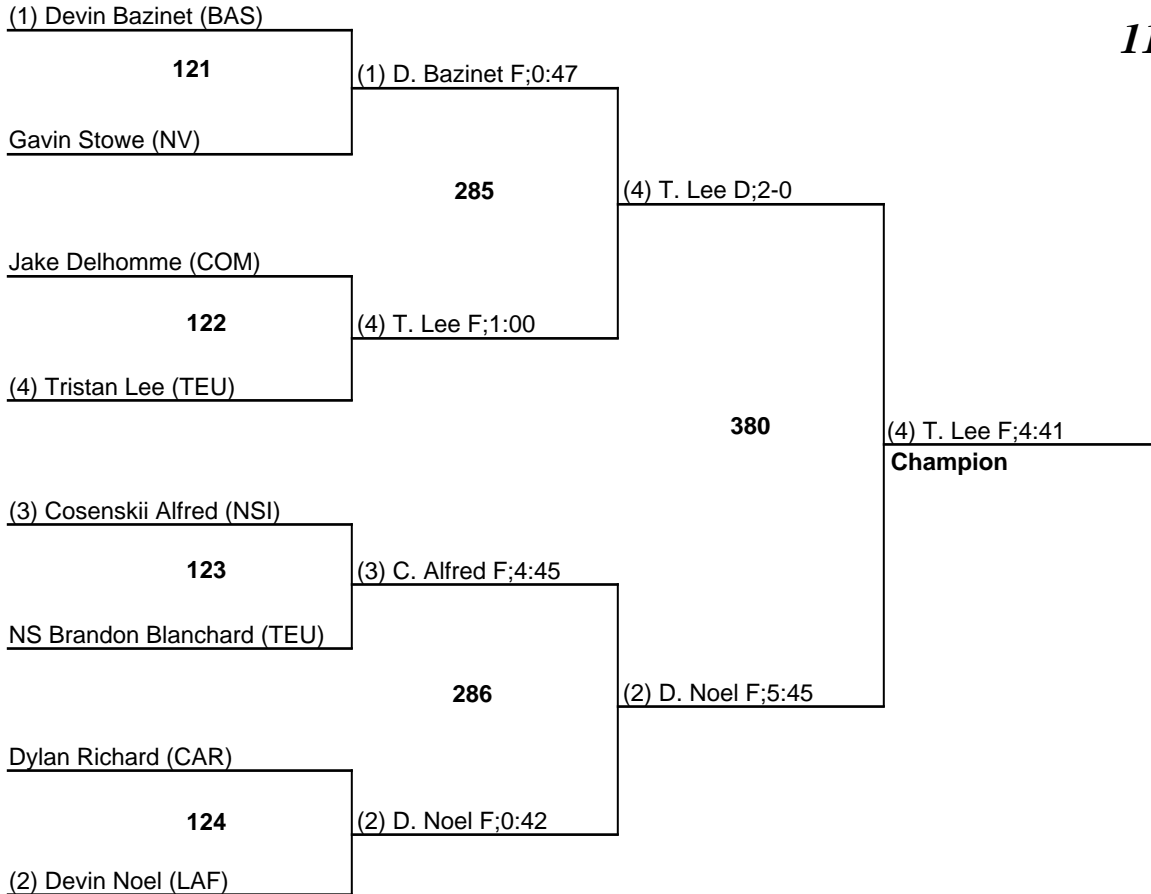 (1) Devin Bazinet (BAS)
11
121
(1) D. Bazinet F;0:47
Gavin Stowe (NV)
285
(4) T. Lee D;2-0
Jake Delhomme (COM)
122
(4) T. Lee F;1:00
(4) Tristan Lee (TEU)
380
(4) T. Lee F;4:41
Champion
(3) Cosenskii Alfred (NSI)
123
(3) C. Alfred F;4:45
NS Brandon Blanchard (TEU)
286
(2) D. Noel F;5:45
Dylan Richard (CAR)
124
(2) D. Noel F;0:42
(2) Devin Noel (LAF)